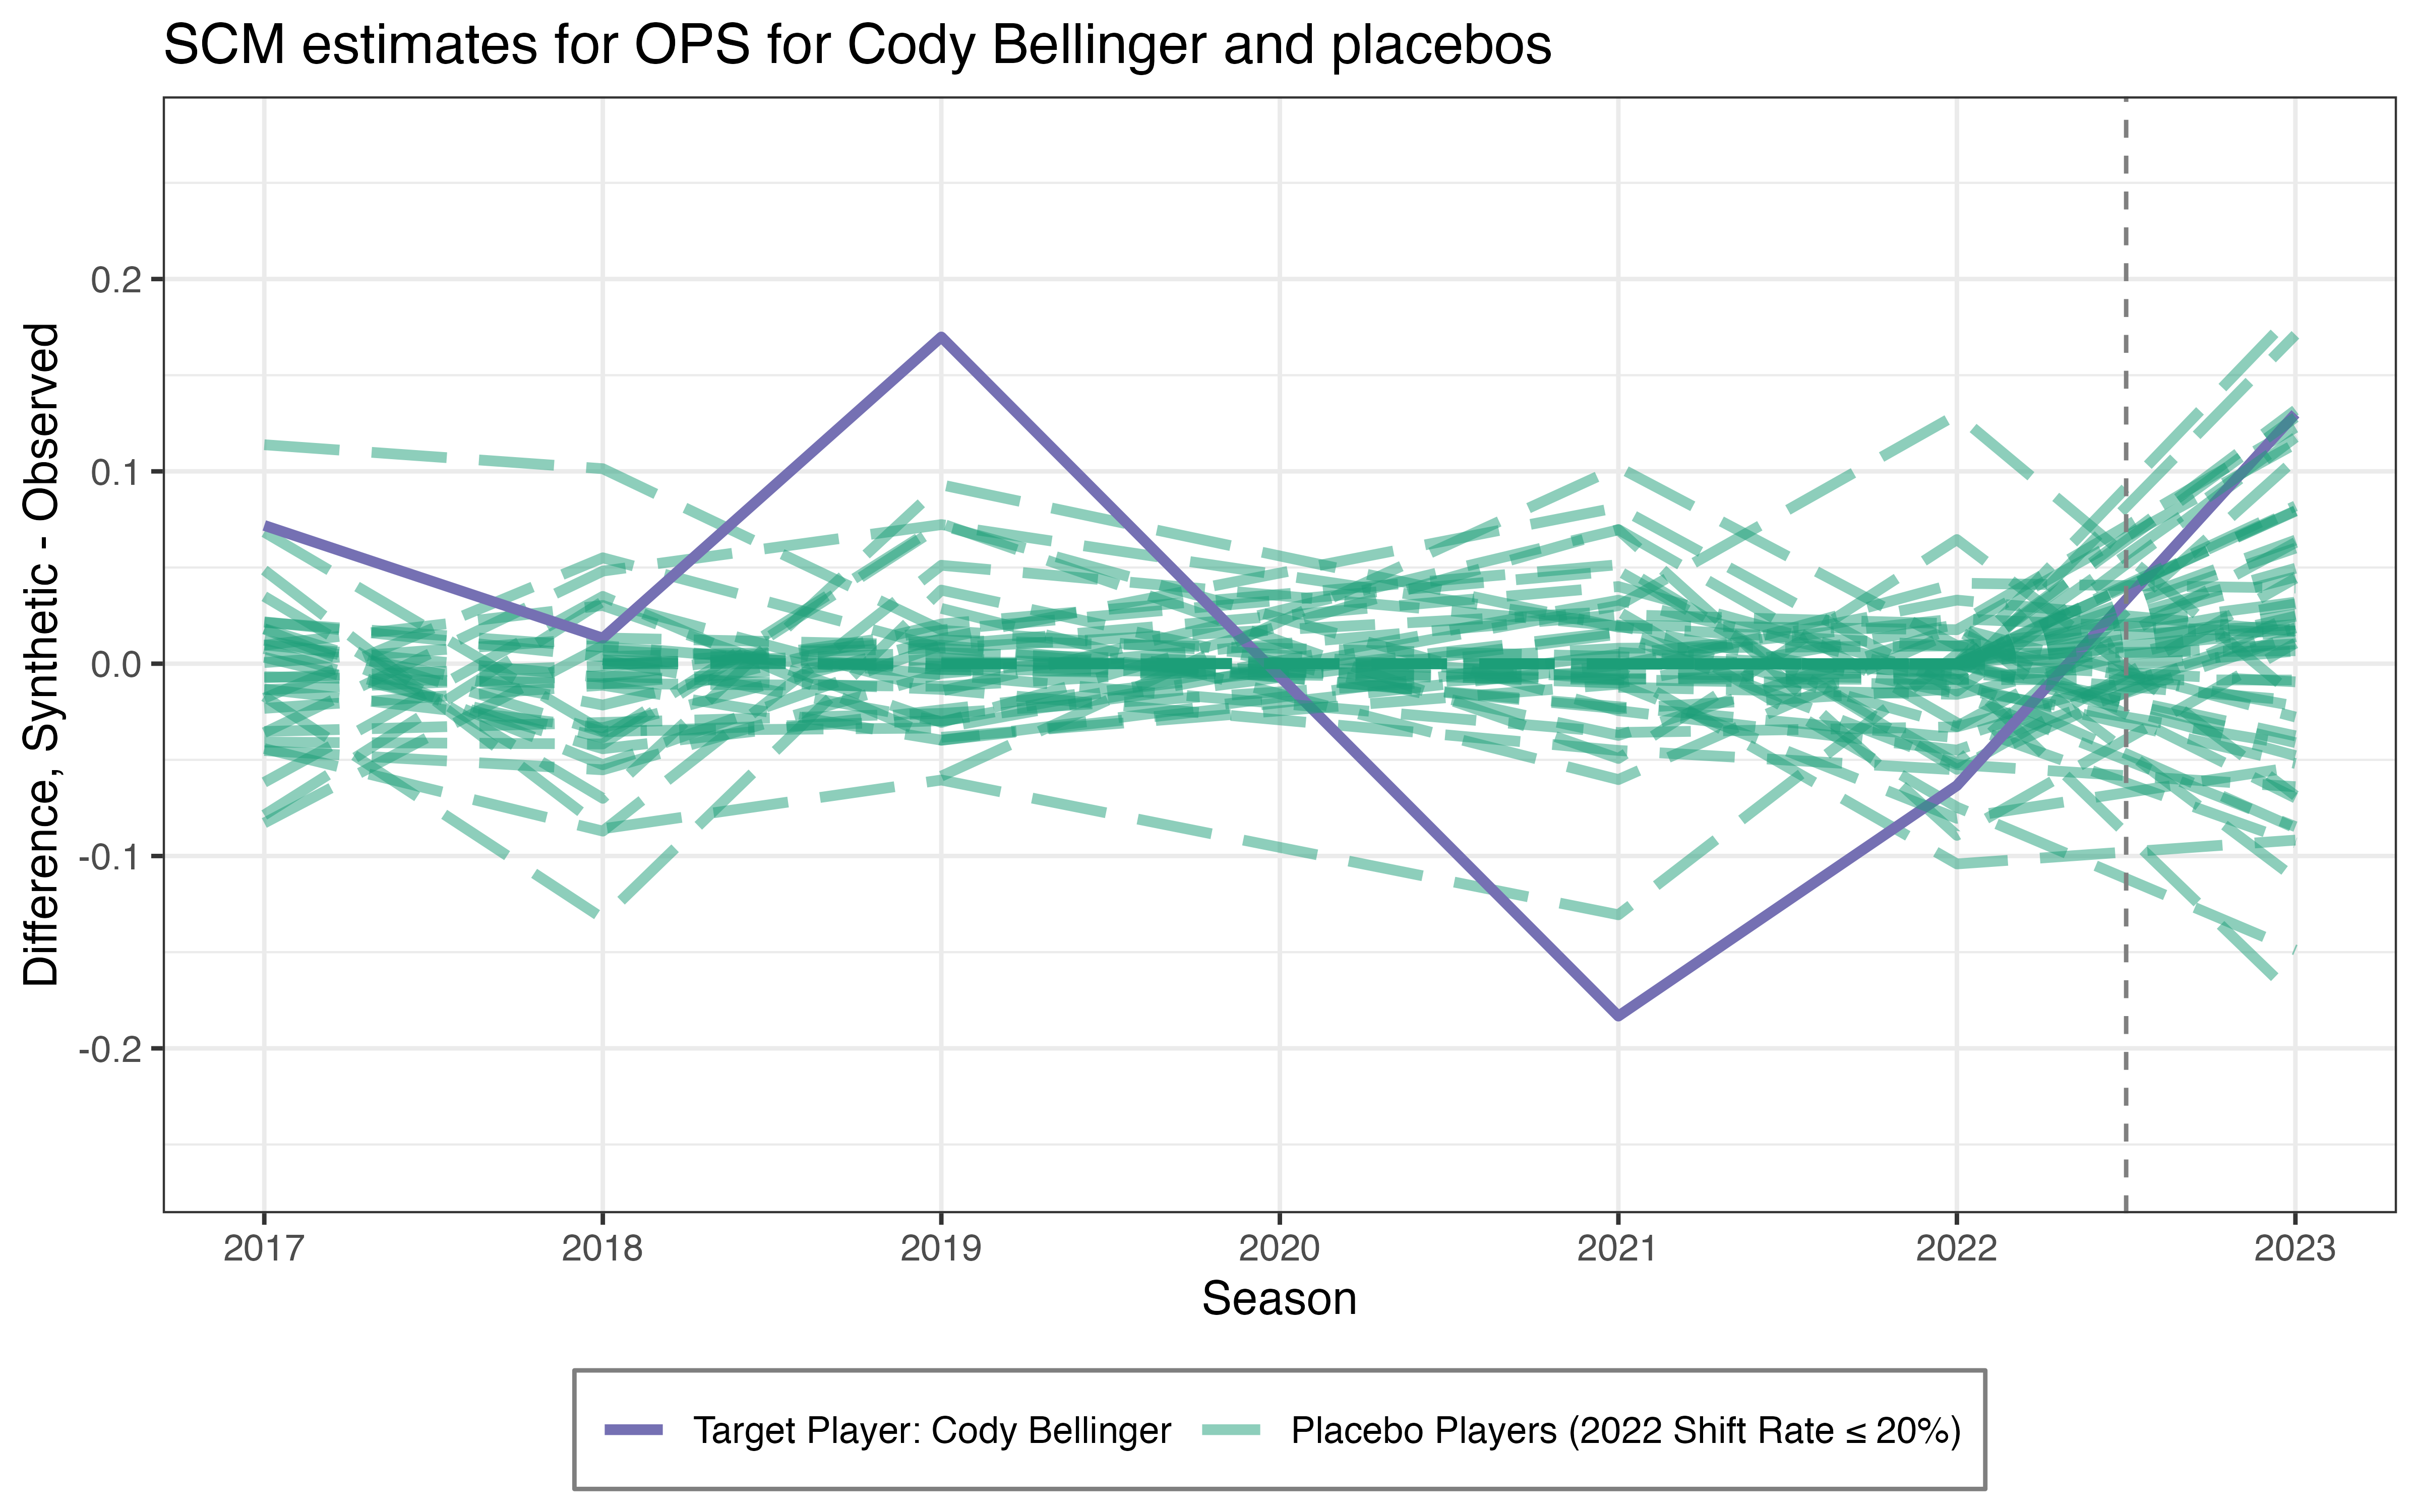 SCM estimates for OPS for Cody Bellinger and placebos
Difference, Synthetic - Observed
0.2
0.1
0.0
-0.1
-0.2
2017 2018 2019 2020 2021 2022 2023
Season
Target Player: Cody Bellinger Placebo Players (2022 Shift Rate ≤ 20%)